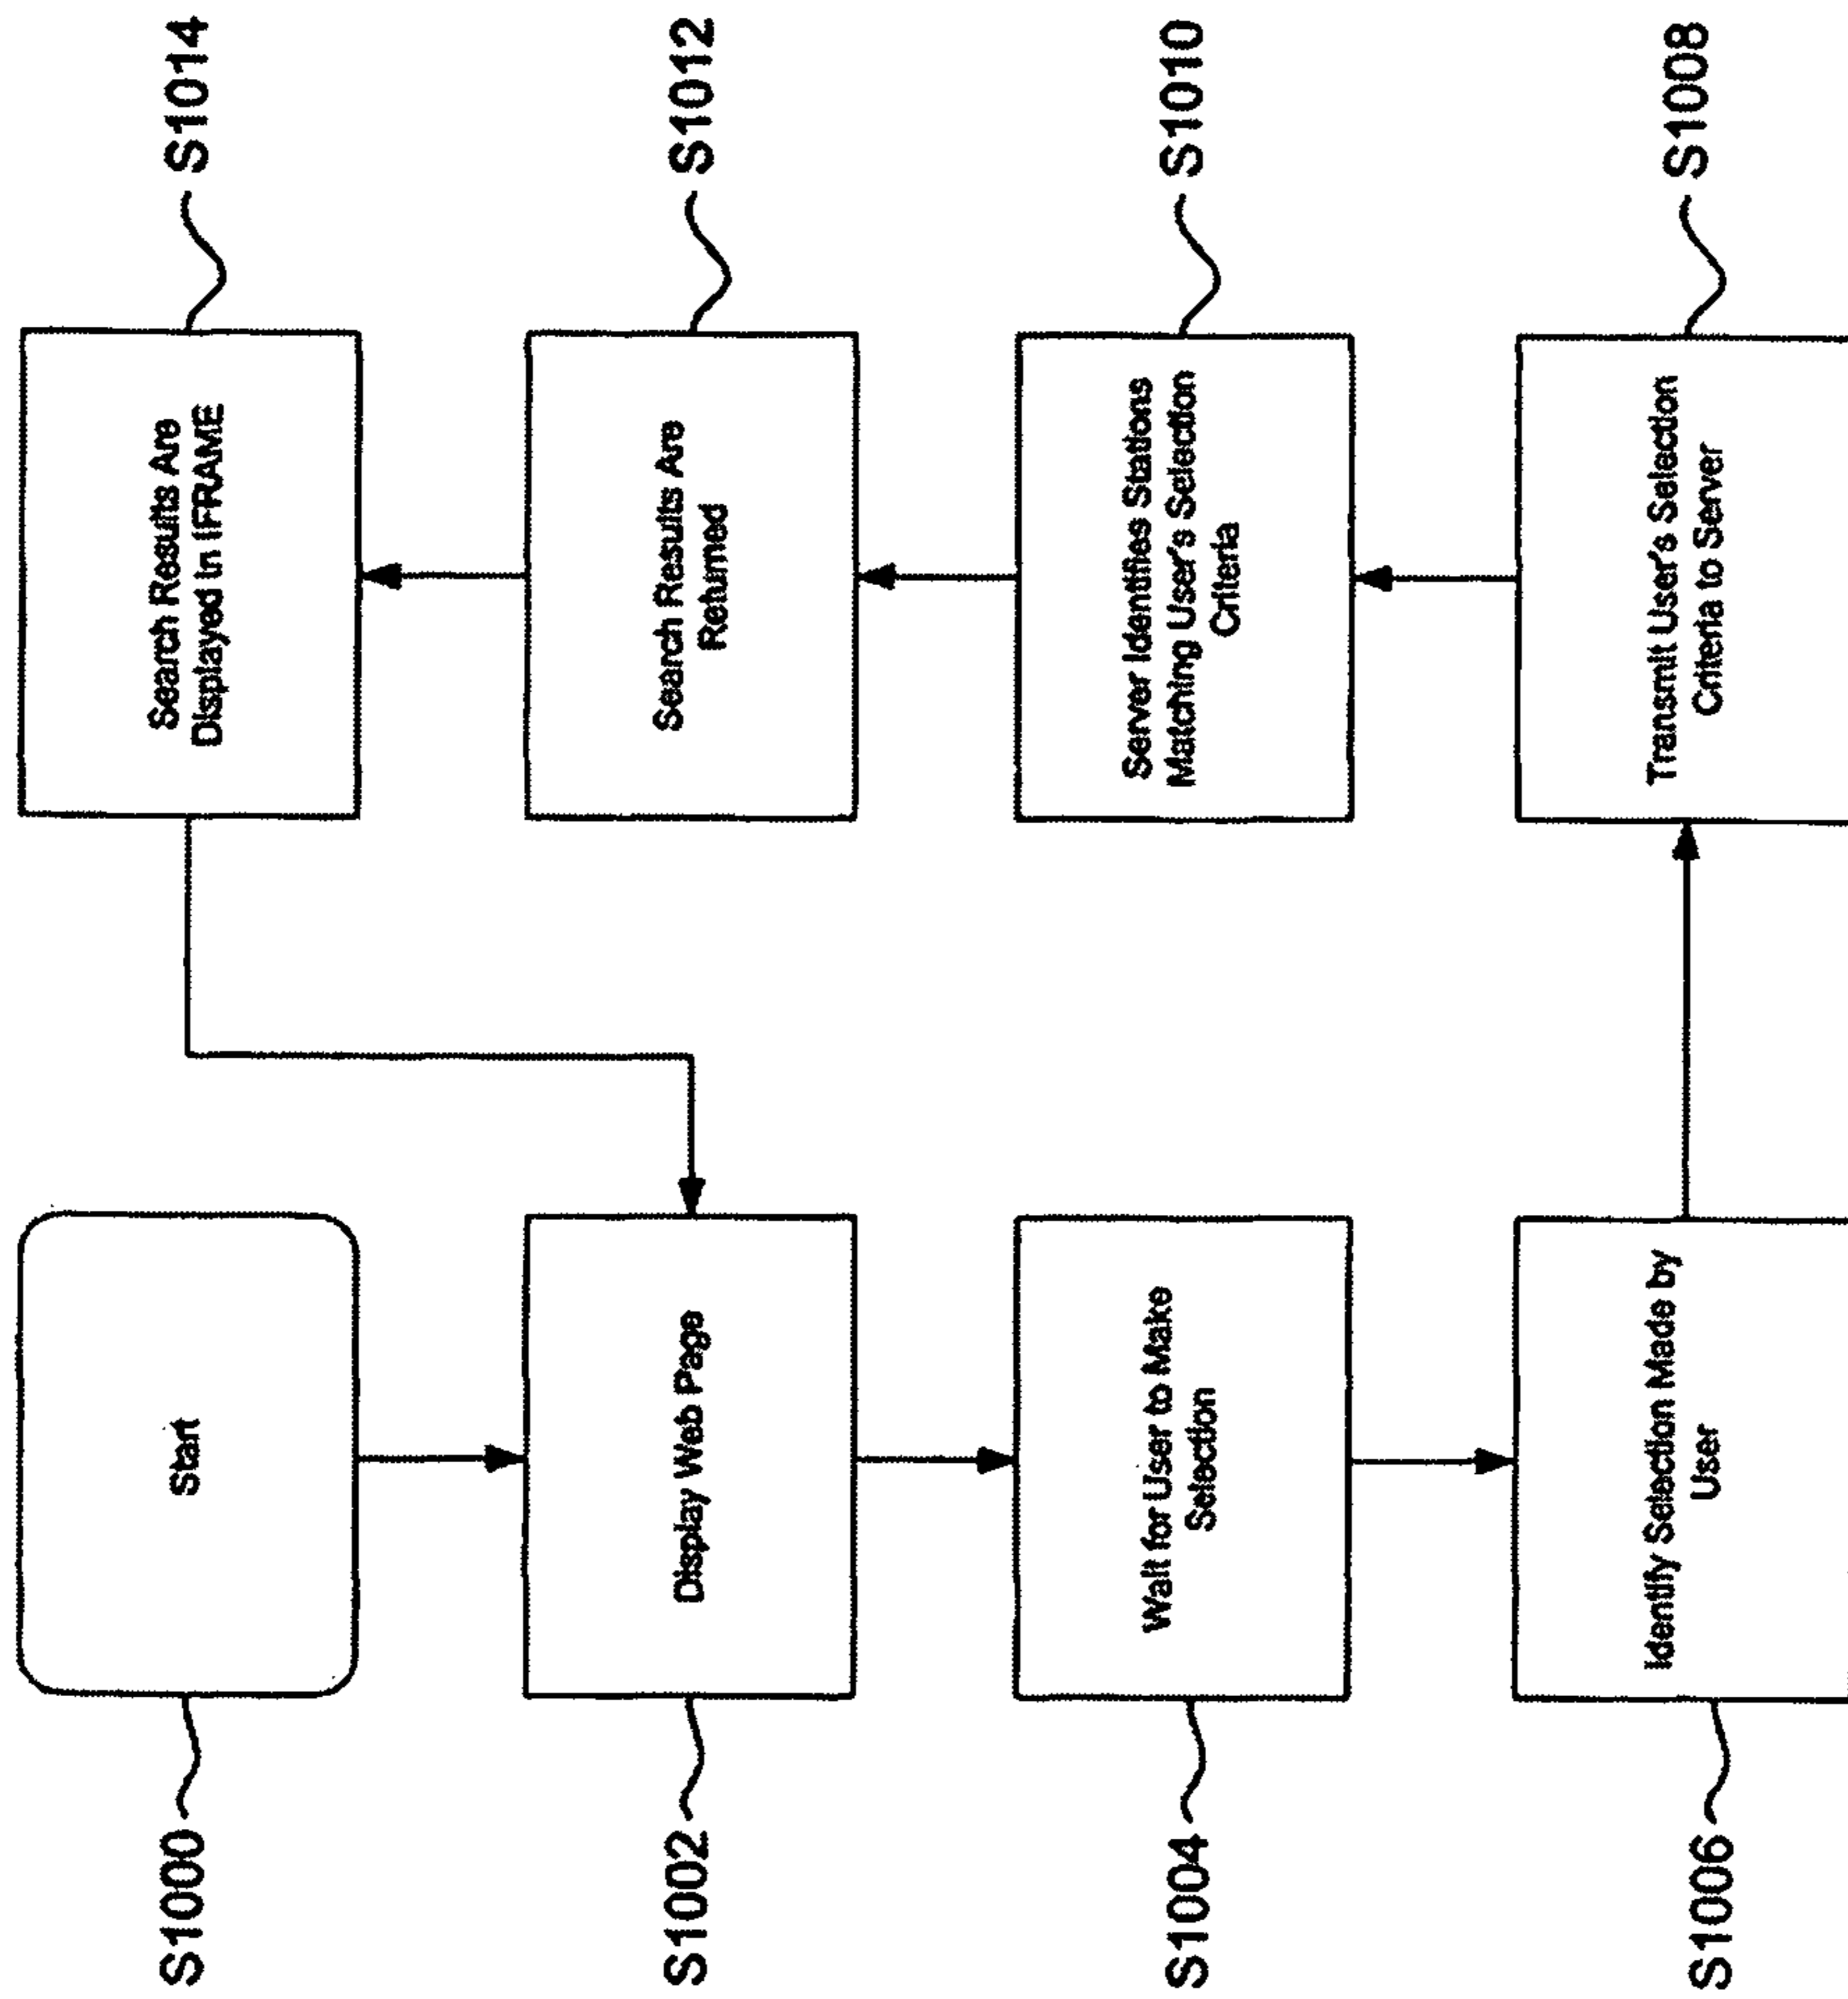 S1000
Start
S1002
Display Web Page
S1004
Wait for User to Make
Selection
S1006
Identify Selection Made by
User
S1008
Transmit User's Selection
Criteria to Server
S1010
Server Identifies Stations
Matching User's Selection
Criteria
S1012
Search Results Are
Returned
S1014
Search Results Are
Displayed in IFRAME